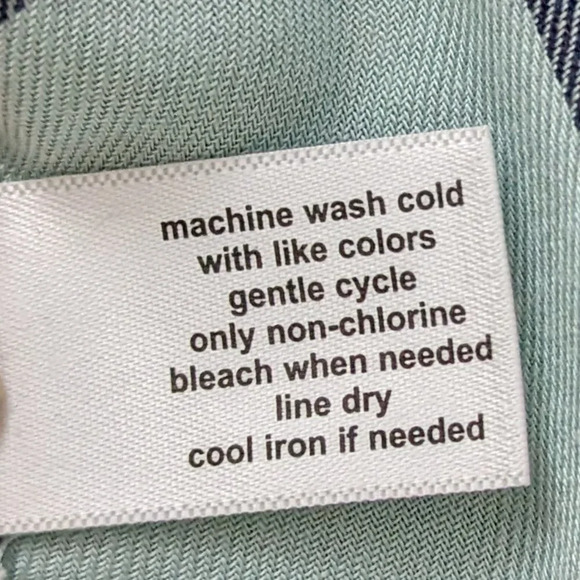 machine wash cold
with like colors
gentle cycle
only non-chlorine
bleach when needed
line dry
cool iron if needed